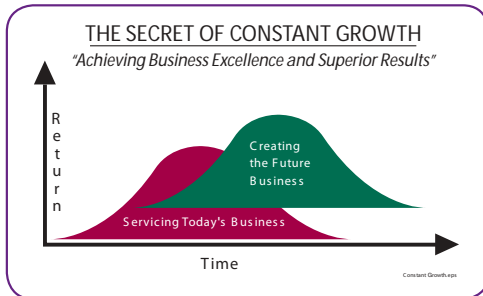 THE SECRET OF CONSTANT GROWTH
"Achieving Business Excellence and Superior Results"
Return
Creating
the Future
Business
Servicing Today's Business
Time
Constant Growth.eps